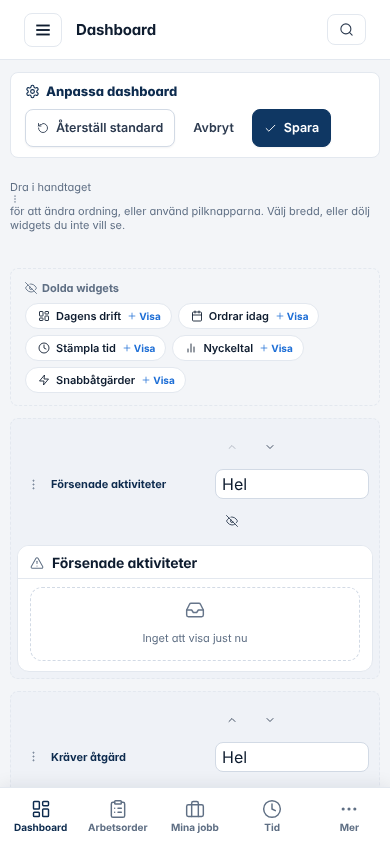 Dashboard
Anpassa dashboard
Återställ standard
Avbryt
Spara
Dra i handtaget
för att ändra ordning, eller använd pilknapparna. Välj bredd, eller dölj
widgets du inte vill se.
Dolda widgets
Dagens drift + Visa
Ordrar idag + Visa
Stämpla tid + Visa
Nyckeltal + Visa
Snabbåtgärder + Visa
Försenade aktiviteter
Hel
Försenade aktiviteter
Inget att visa just nu
Kräver åtgärd
Hel
Dashboard
Arbetsorder
Mina jobb
Tid
Mer